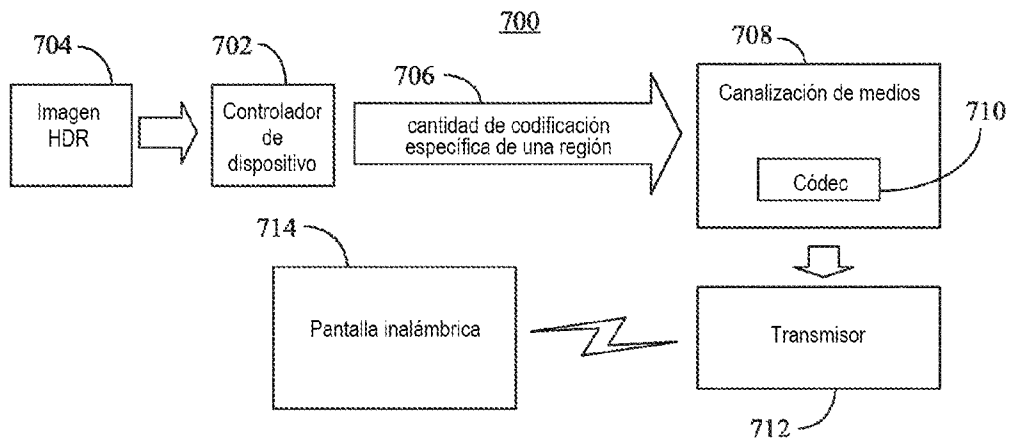 700
704
702
706
708
Imagen
HDR
Controlador
de
dispositivo
cantidad de codificación
específica de una región
Canalización de medios
710
Códec
714
Pantalla inalámbrica
Transmisor
712